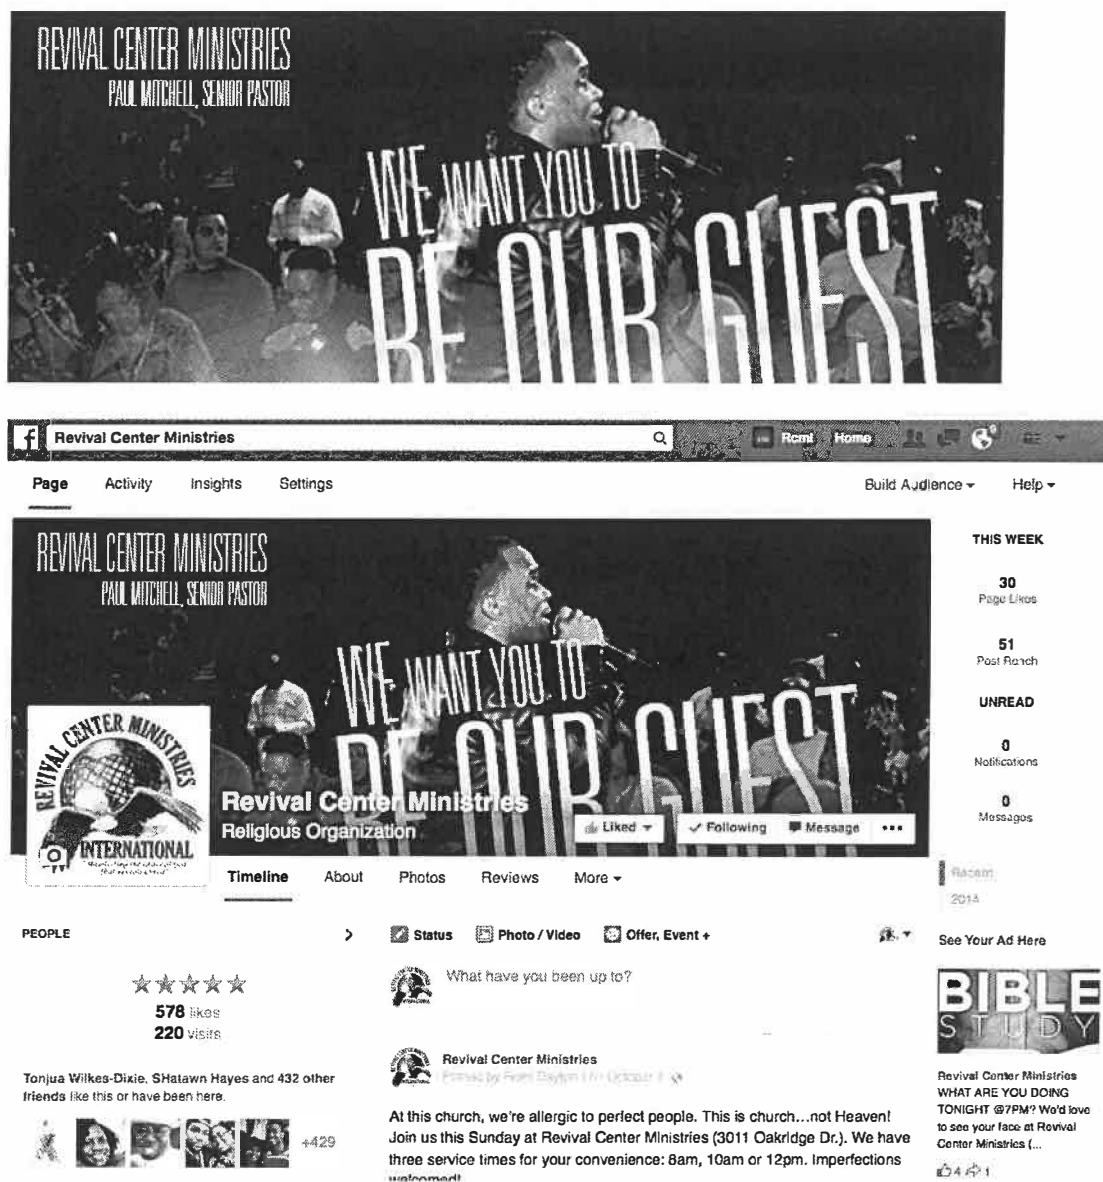 REVIVAL CENTER MINISTRIES
PAUL MITCHELL, SENIOR PASTOR
WE WANT YOU TO
BE OUR GUEST
f Revival Center Ministries
Rcmi Home
Page Activity Insights Settings Build Audience Help
REVIVAL CENTER MINISTRIES
PAUL MITCHELL, SENIOR PASTOR
WE WANT YOU TO
BE OUR GUEST
REVIVAL CENTER MINISTRIES
INTERNATIONAL
Revival Center Ministries
Religious Organization
Liked Following Message •••
THIS WEEK
30
Page Likes
51
Post Reach
UNREAD
0
Notifications
0
Messages
Recent
2014
Timeline About Photos Reviews More
PEOPLE
578 likes
220 visits
Tonjua Wilkes-Dixie, SHatawn Hayes and 432 other
friends like this or have been here.
+429
Status Photo / Video Offer, Event +
What have you been up to?
Revival Center Ministries
Posted by
October
At this church, we're allergic to perfect people. This is church...not Heaven!
Join us this Sunday at Revival Center Ministries (3011 Oakridge Dr.). We have
three service times for your convenience: 8am, 10am or 12pm. Imperfections
welcomed!
See Your Ad Here
BIBLE
STUDY
Revival Center Ministries
WHAT ARE YOU DOING
TONIGHT @7PM? We'd love
to see your face at Revival
Center Ministries (...
4 1